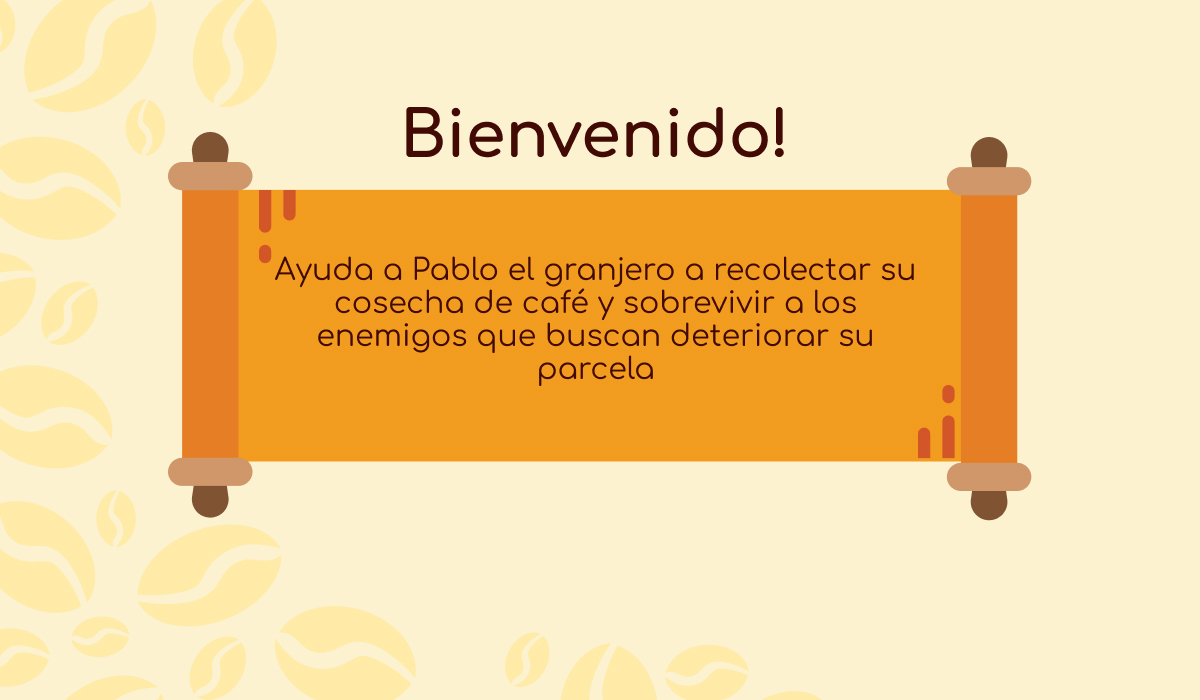 Bienvenido!
Ayuda a Pablo el granjero a recolectar su
cosecha de café y sobrevivir a los
enemigos que buscan deteriorar su
parcela